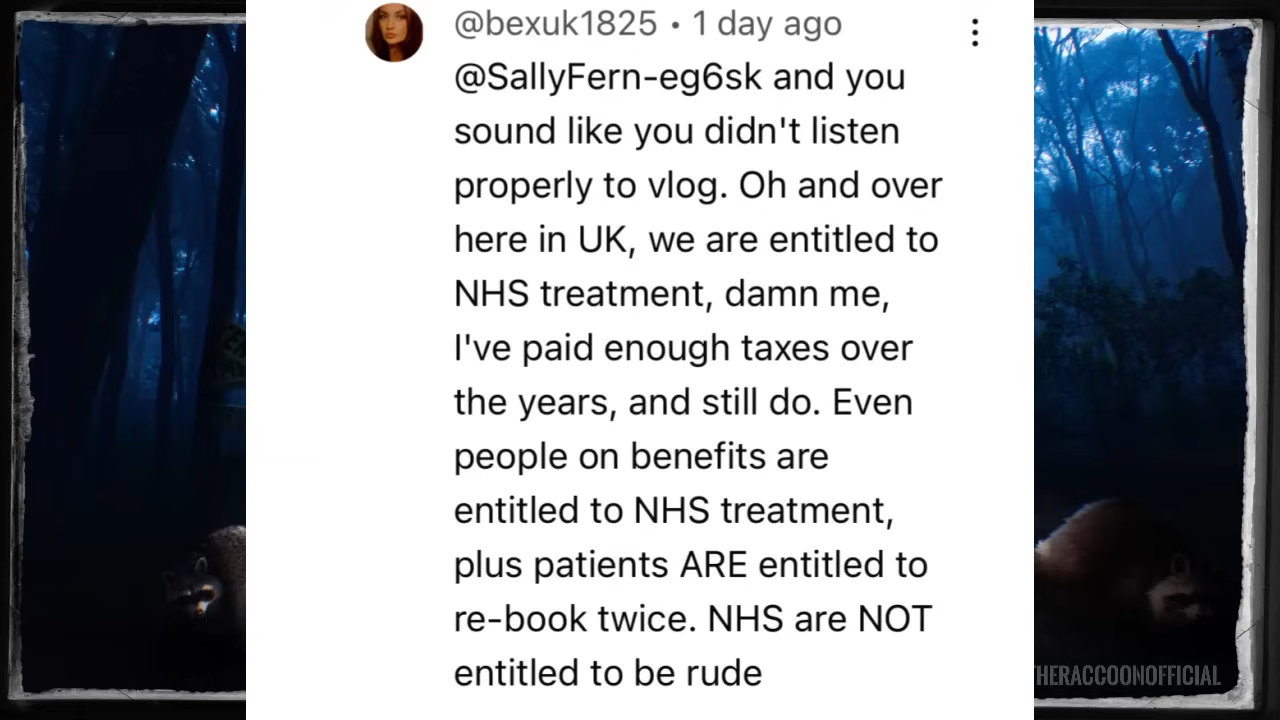 @bexuk1825 • 1 day ago
@SallyFern-eg6sk and you
sound like you didn't listen
properly to vlog. Oh and over
here in UK, we are entitled to
NHS treatment, damn me,
I've paid enough taxes over
the years, and still do. Even
people on benefits are
entitled to NHS treatment,
plus patients ARE entitled to
re-book twice. NHS are NOT
entitled to be rude
HERACCOONOFFICIAL